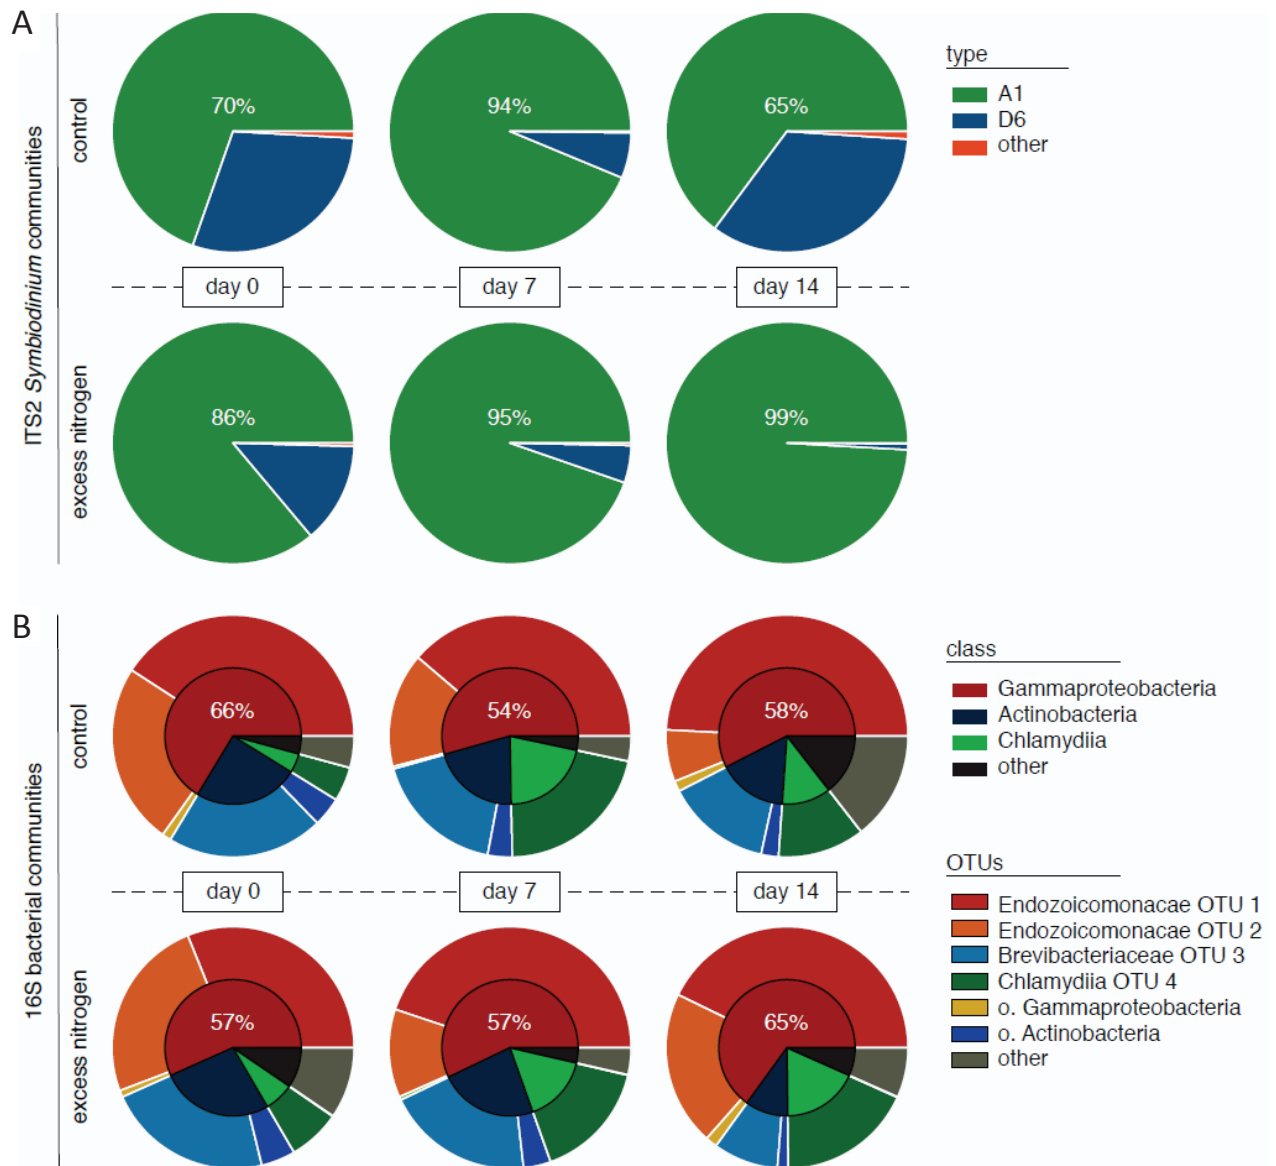 A
ITS2 Symbiodinium communities
control
70%
94%
65%
type
A1
D6
other
day 0
day 7
day 14
excess nitrogen
86%
95%
99%
B
16S bacterial communities
control
66%
54%
58%
class
Gammaproteobacteria
Actinobacteria
Chlamydiia
other
day 0
day 7
day 14
excess nitrogen
57%
57%
65%
OTUs
Endozoicomonacae OTU 1
Endozoicomonacae OTU 2
Brevibacteriaceae OTU 3
Chlamydiia OTU 4
o. Gammaproteobacteria
o. Actinobacteria
other